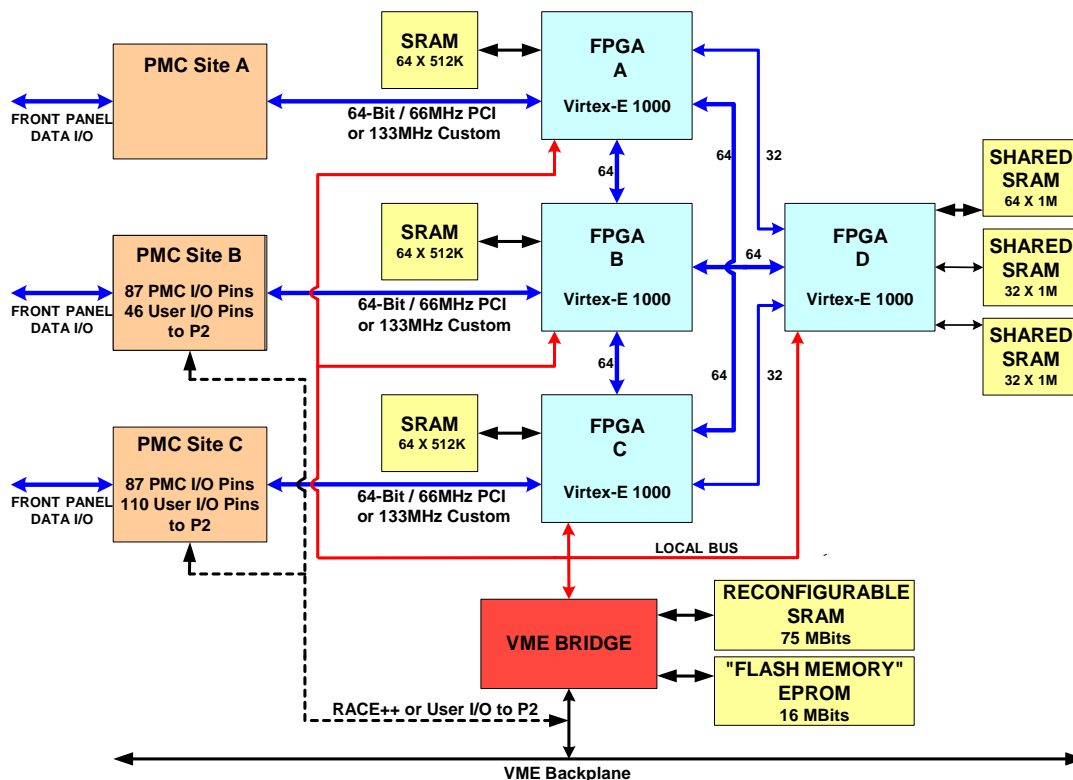 PMC Site A
FRONT PANEL
DATA I/O
SRAM
64 X 512K
64-Bit / 66MHz PCI
or 133MHz Custom
FPGA
A
Virtex-E 1000
64
32
64
SHARED
SRAM
64 X 1M
PMC Site B
87 PMC I/O Pins
46 User I/O Pins
to P2
FRONT PANEL
DATA I/O
SRAM
64 X 512K
64-Bit / 66MHz PCI
or 133MHz Custom
FPGA
B
Virtex-E 1000
64
FPGA
D
Virtex-E 1000
SHARED
SRAM
32 X 1M
SHARED
SRAM
32 X 1M
64
64
32
PMC Site C
87 PMC I/O Pins
110 User I/O Pins
to P2
FRONT PANEL
DATA I/O
SRAM
64 X 512K
64-Bit / 66MHz PCI
or 133MHz Custom
FPGA
C
Virtex-E 1000
LOCAL BUS
VME BRIDGE
RECONFIGURABLE
SRAM
75 MBits
"FLASH MEMORY"
EPROM
16 MBits
RACE++ or User I/O to P2
VME Backplane